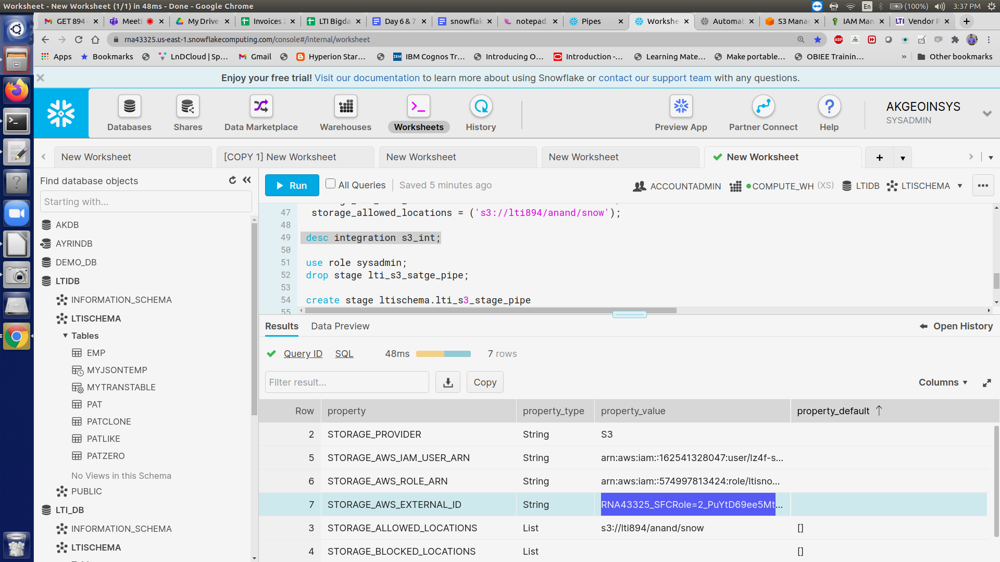 Worksheet - New Worksheet (1/1) in 48ms - Done - Google Chrome
En
(100%)
3:37 PM
GET 894 -
Meeti
My Drive
Invoices 2
LTI Bigda
Day 6 & 7
snowflak
notepad.
Pipes
Workshe
Automat
S3 Mana
IAM Man
LTI Vendor P
rna43325.us-east-1.snowflakecomputing.com/console#/internal/worksheet
ABP
Apps
Bookmarks
LnDCloud | Sp...
Gmail
Hyperion Star...
IBM Cognos Tr...
Introducing O...
Introduction -...
Learning Mate...
Make portable...
OBIEE Trainin...
»
Other bookmarks
Enjoy your free trial! Visit our documentation to learn more about using Snowflake or contact our support team with any questions.
Databases
Shares
Data Marketplace
Warehouses
Worksheets
History
Preview App
Partner Connect
Help
AKGEOINSYS
SYSADMIN
New Worksheet
[COPY 1] New Worksheet
New Worksheet
New Worksheet
New Worksheet
Find database objects
Starting with...
AKDB
AYRINDB
DEMO_DB
LTIDB
INFORMATION_SCHEMA
LTISCHEMA
Tables
EMP
MYJSONTEMP
MYTRANSTABLE
PAT
PATCLONE
PATLIKE
PATZERO
No Views in this Schema
PUBLIC
LTI_DB
INFORMATION_SCHEMA
LTISCHEMA
Run
All Queries
Saved 5 minutes ago
ACCOUNTADMIN
COMPUTE_WH (XS)
LTIDB
LTISCHEMA
47 storage_allowed_locations = ('s3://lti894/anand/snow');
48
49 desc integration s3_int;
50
51 use role sysadmin;
52 drop stage lti_s3_satge_pipe;
53
54 create stage ltischema.lti_s3_stage_pipe
55
Results
Data Preview
Open History
Query ID
SQL
48ms
7 rows
Filter result...
Copy
Columns
Row property property_type property_value property_default
2 STORAGE_PROVIDER String S3
5 STORAGE_AWS_IAM_USER_ARN String arn:aws:iam::162541328047:user/lz4f-s...
6 STORAGE_AWS_ROLE_ARN String arn:aws:iam::574997813424:role/ltisno...
7 STORAGE_AWS_EXTERNAL_ID String RNA43325_SFCRole=2_PuYtD69ee5Mt...
3 STORAGE_ALLOWED_LOCATIONS List s3://lti894/anand/snow []
4 STORAGE_BLOCKED_LOCATIONS List []